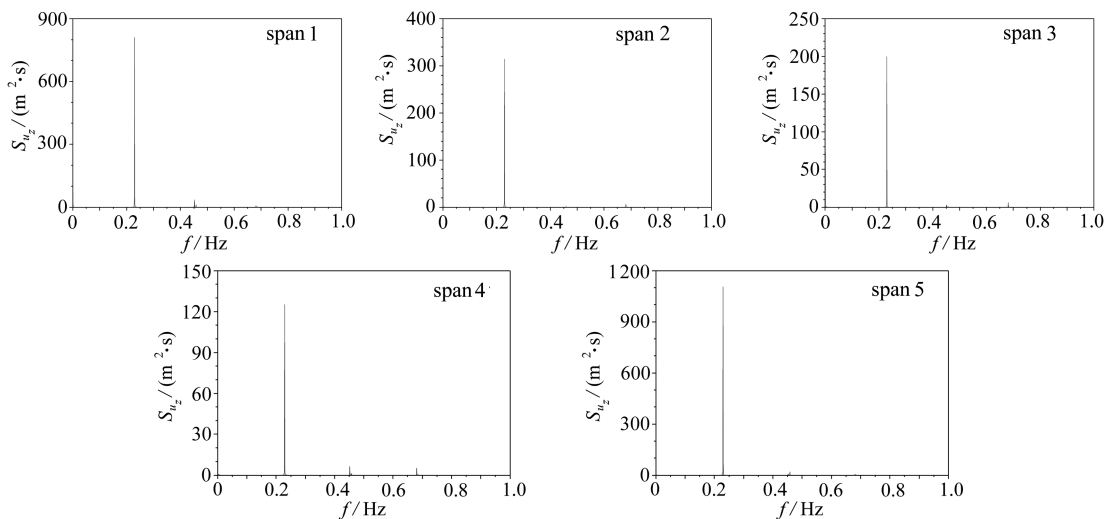 span 1
S_{u_z} / (m²·s)
900
600
300
0
0 0.2 0.4 0.6 0.8 1.0
f / Hz
span 2
S_{u_z} / (m²·s)
400
300
200
100
0
0 0.2 0.4 0.6 0.8 1.0
f / Hz
span 3
S_{u_z} / (m²·s)
250
200
150
100
50
0
0 0.2 0.4 0.6 0.8 1.0
f / Hz
span 4
S_{u_z} / (m²·s)
150
120
90
60
30
0
0 0.2 0.4 0.6 0.8 1.0
f / Hz
span 5
S_{u_z} / (m²·s)
1200
900
600
300
0
0 0.2 0.4 0.6 0.8 1.0
f / Hz